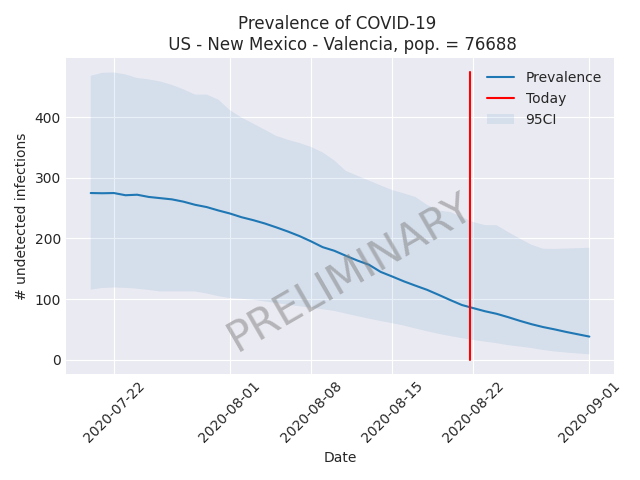 Prevalence of COVID-19
US - New Mexico - Valencia, pop. = 76688
Prevalence
Today
95CI
PRELIMINARY
# undetected infections
400
300
200
100
0
2020-07-22
2020-08-01
2020-08-08
2020-08-15
2020-08-22
2020-09-01
Date